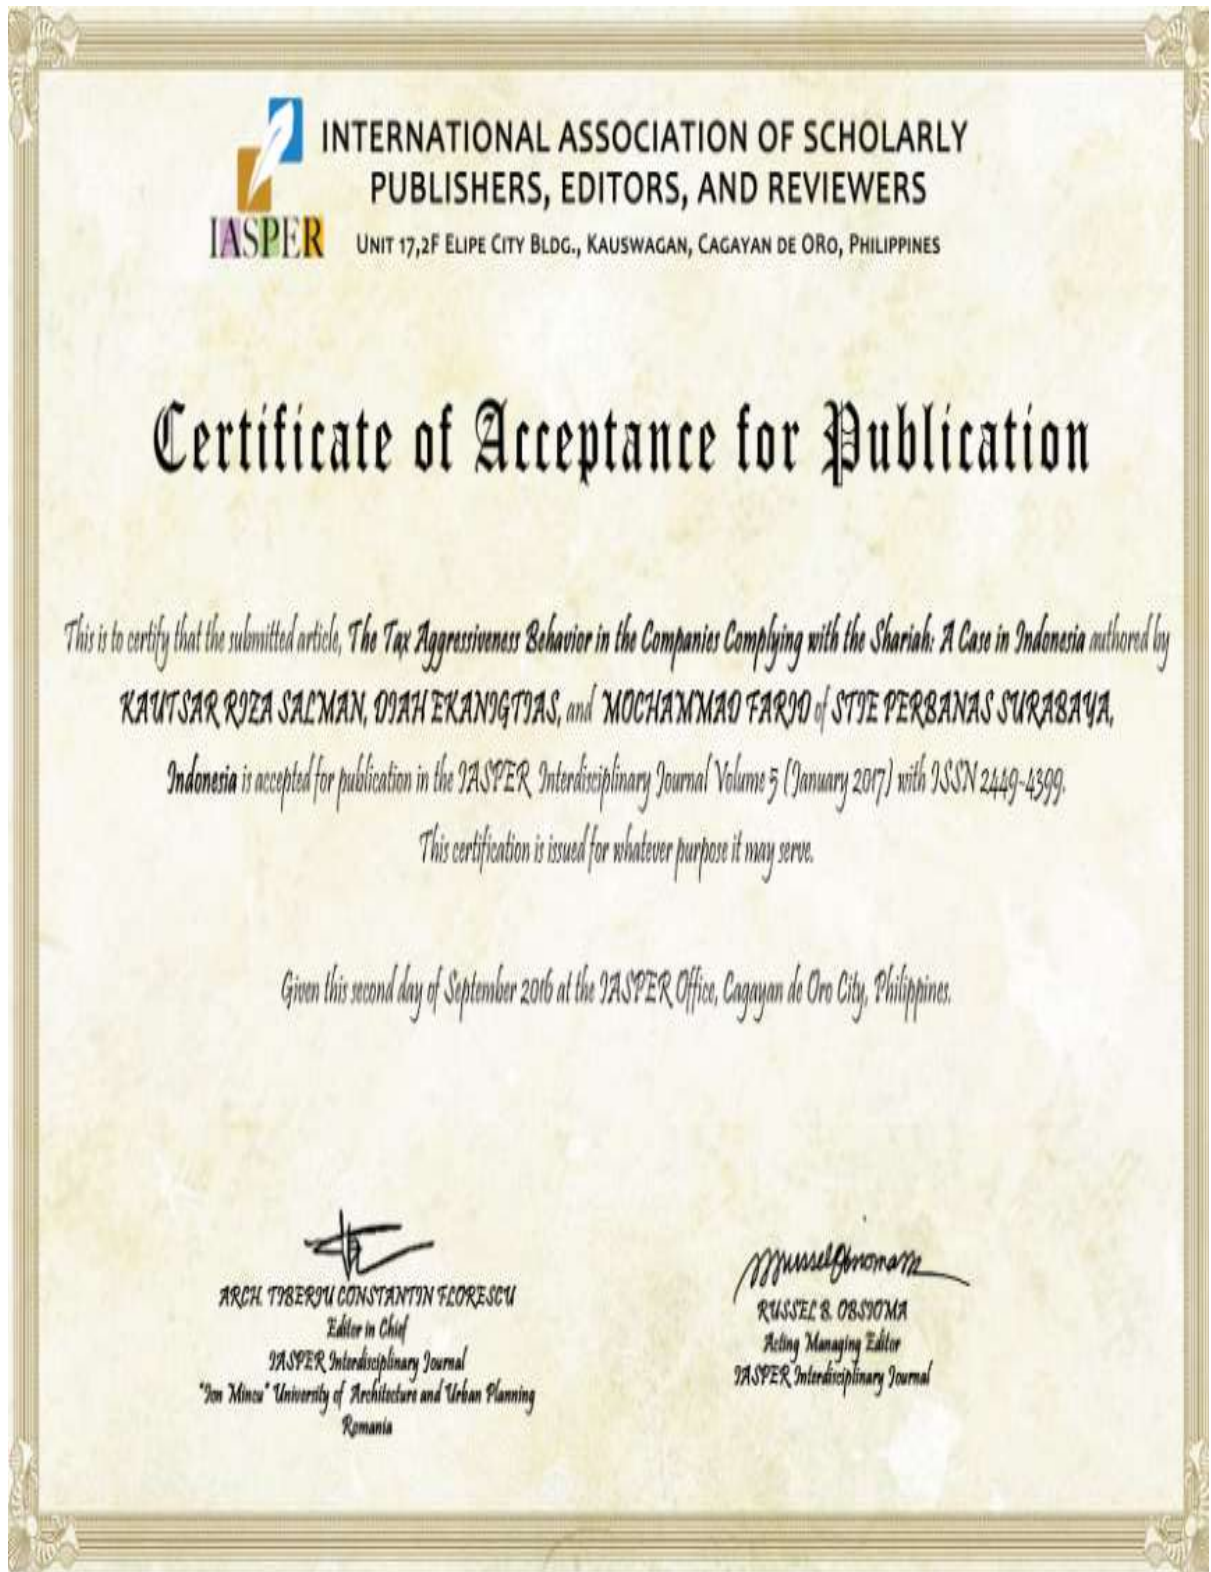 INTERNATIONAL ASSOCIATION OF SCHOLARLY
PUBLISHERS, EDITORS, AND REVIEWERS
IASPER
UNIT 17,2F ELIPE CITY BLDG., KAUSWAGAN, CAGAYAN DE ORO, PHILIPPINES
Certificate of Acceptance for Publication
This is to certify that the submitted article, The Tax Aggressiveness Behavior in the Companies Complying with the Shariah: A Case in Indonesia authored by
KAUTSAR RIZA SALMAN, DIAH EKANIGTIAS, and MOCHAMMAD FARID of STIE PERBANAS SURABAYA,
Indonesia is accepted for publication in the IASPER Interdisciplinary Journal Volume 5 (January 2017) with ISSN 2449-4399.
This certification is issued for whatever purpose it may serve.
Given this second day of September 2016 at the IASPER Office, Cagayan de Oro City, Philippines.
ARCH. TIBERIU CONSTANTIN FLORESCU
Editor in Chief
IASPER Interdisciplinary Journal
"Ion Mincu" University of Architecture and Urban Planning
Romania
RUSSEL B. OBSIOMA
Acting Managing Editor
IASPER Interdisciplinary Journal